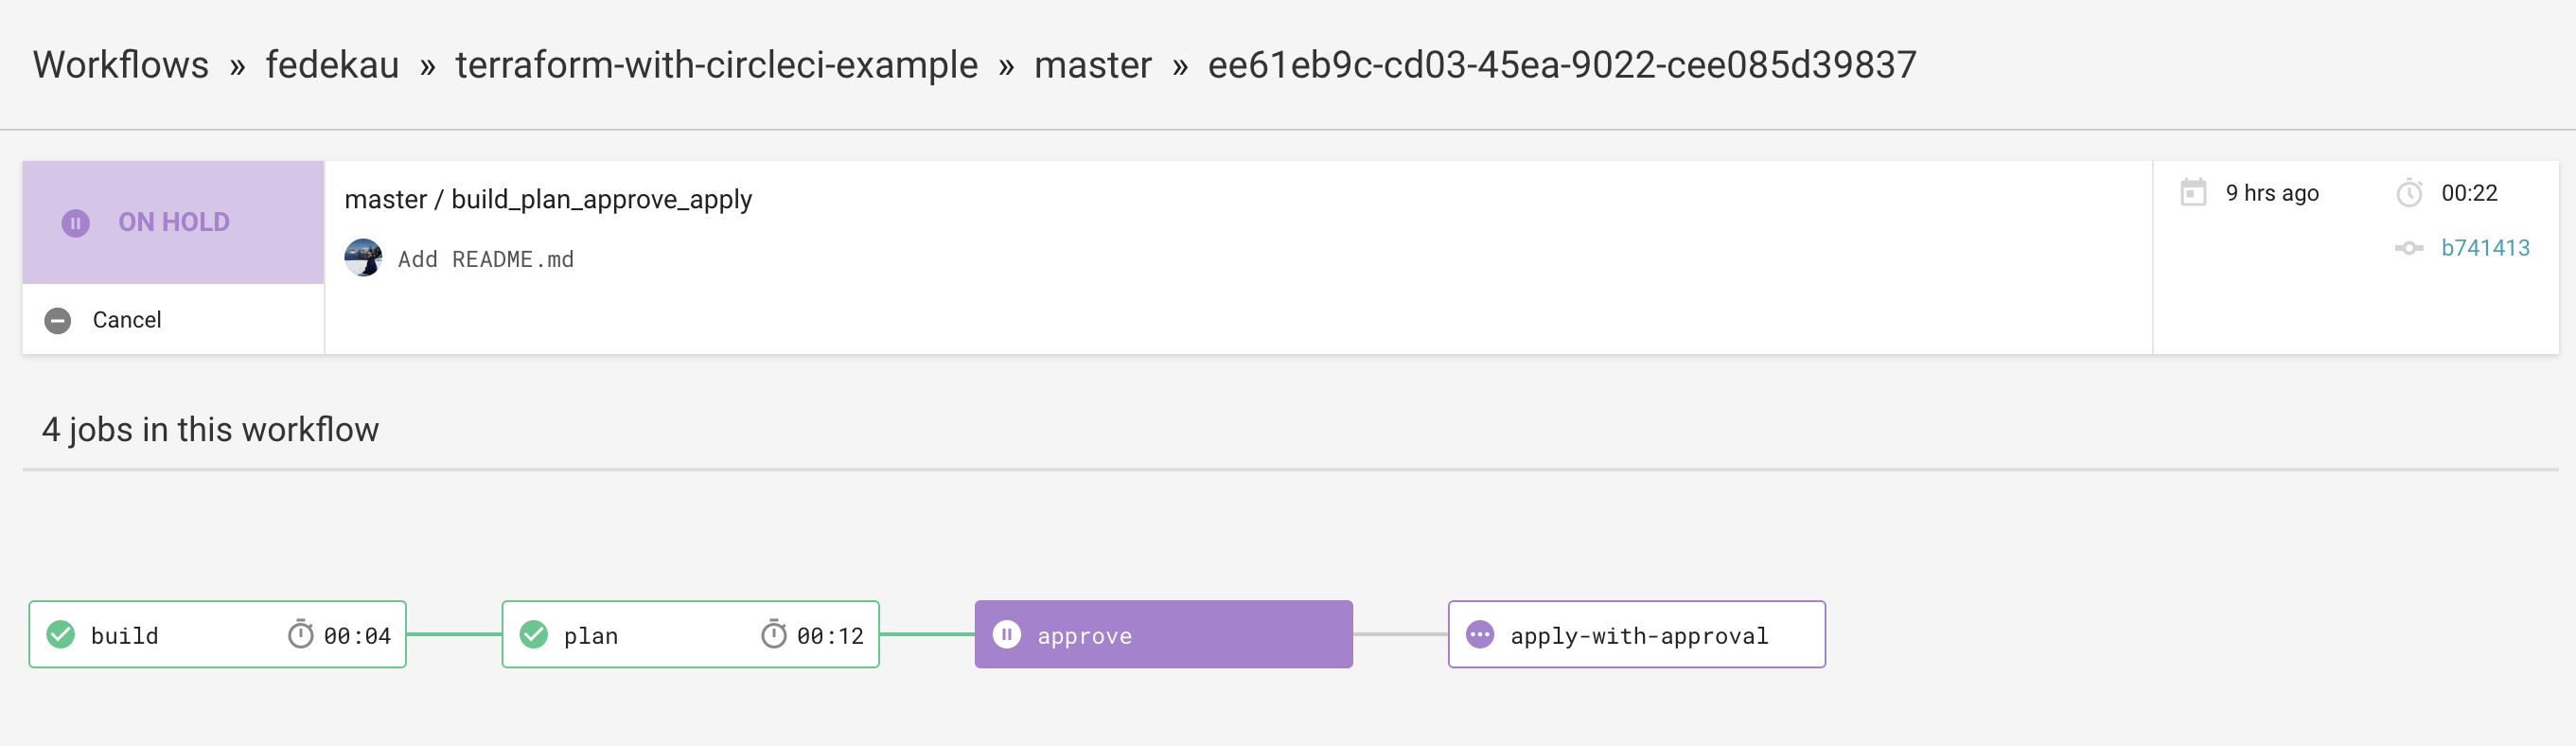 Workflows » fedekau » terraform-with-circleci-example » master » ee61eb9c-cd03-45ea-9022-cee085d39837
ON HOLD
Cancel
master / build_plan_approve_apply
Add README.md
9 hrs ago
00:22
b741413
4 jobs in this workflow
build 00:04
plan 00:12
approve
apply-with-approval